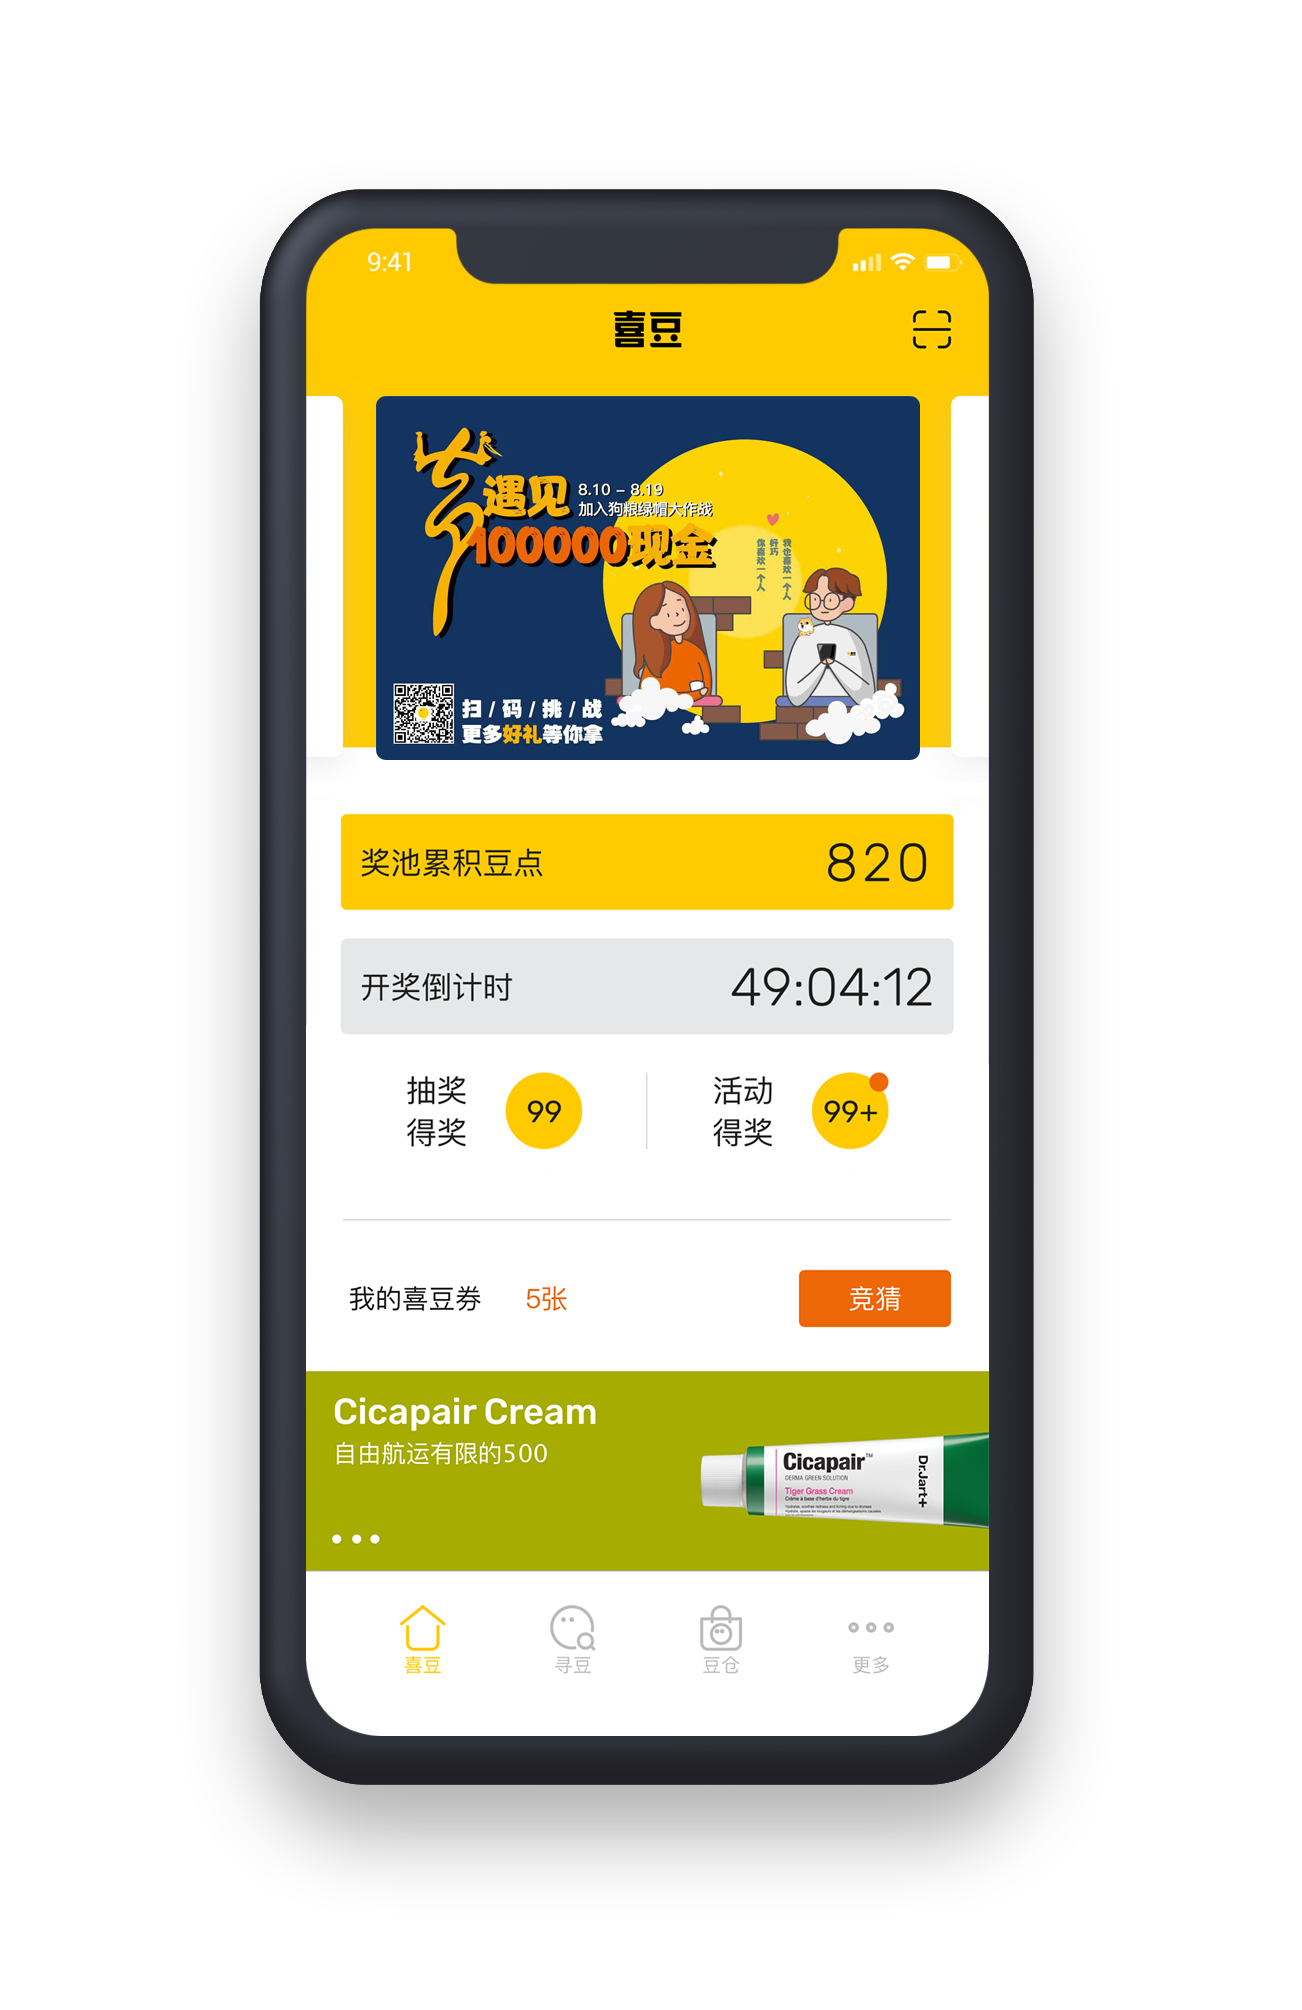 9:41
喜豆
遇见
8.10 - 8.19
加入狗粮绿帽大作战
100000现金
我也喜欢一个人
好巧
你喜欢一个人
扫 / 码 / 挑 / 战
更多好礼等你拿
奖池累积豆点 820
开奖倒计时 49:04:12
抽奖
得奖
99
活动
得奖
99+
我的喜豆券 5张 竞猜
Cicapair Cream
自由航运有限的500
Cicapair™
DERMA GREEN SOLUTION
Tiger Grass Cream
Crème à base d'herbe du tigre
Dr.Jart+
喜豆 寻豆 豆仓 更多